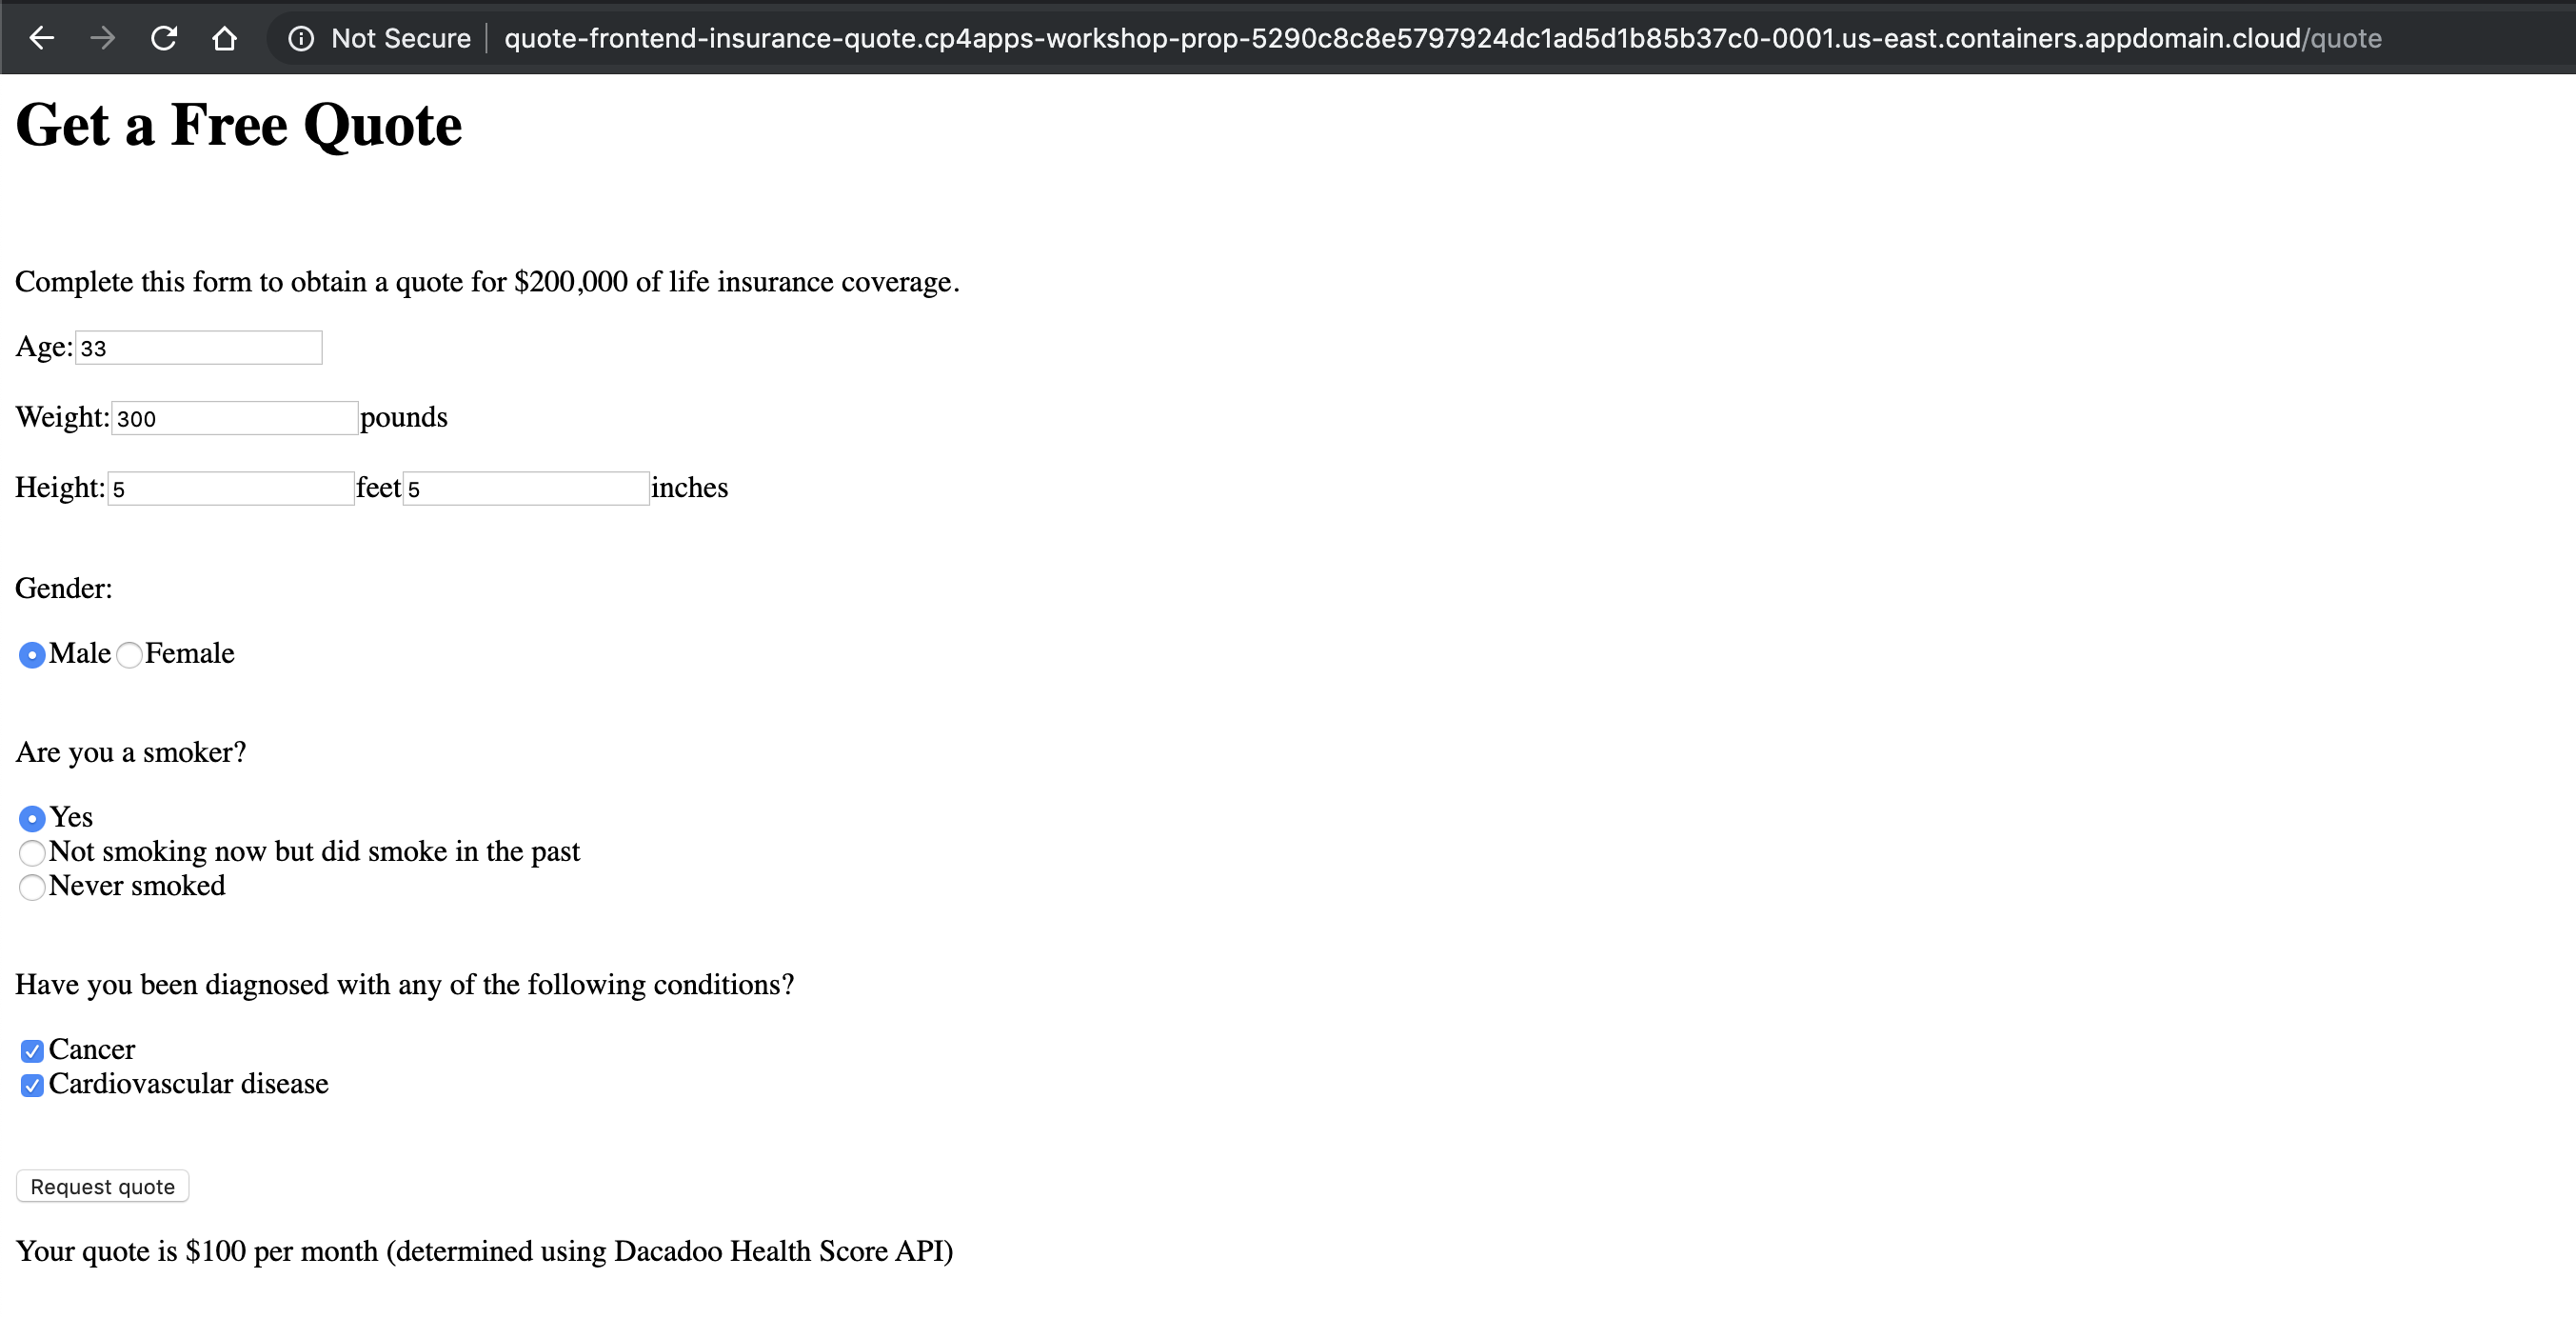 Not Secure | quote-frontend-insurance-quote.cp4apps-workshop-prop-5290c8c8e5797924dc1ad5d1b85b37c0-0001.us-east.containers.appdomain.cloud/quote
Get a Free Quote
Complete this form to obtain a quote for $200,000 of life insurance coverage.
Age: 33
Weight: 300 pounds
Height: 5 feet 5 inches
Gender:
Male Female
Are you a smoker?
Yes
Not smoking now but did smoke in the past
Never smoked
Have you been diagnosed with any of the following conditions?
Cancer
Cardiovascular disease
Request quote
Your quote is $100 per month (determined using Dacadoo Health Score API)